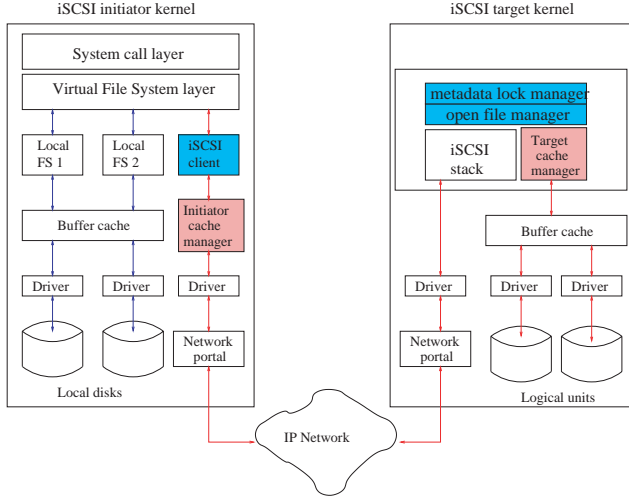 iSCSI initiator kernel
System call layer
Virtual File System layer
Local
FS 1
Local
FS 2
iSCSI
client
Buffer cache
Initiator
cache
manager
Driver
Driver
Driver
Network
portal
Local disks
IP Network
iSCSI target kernel
metadata lock manager
open file manager
iSCSI
stack
Target
cache
manager
Buffer cache
Driver
Driver
Driver
Network
portal
Logical units